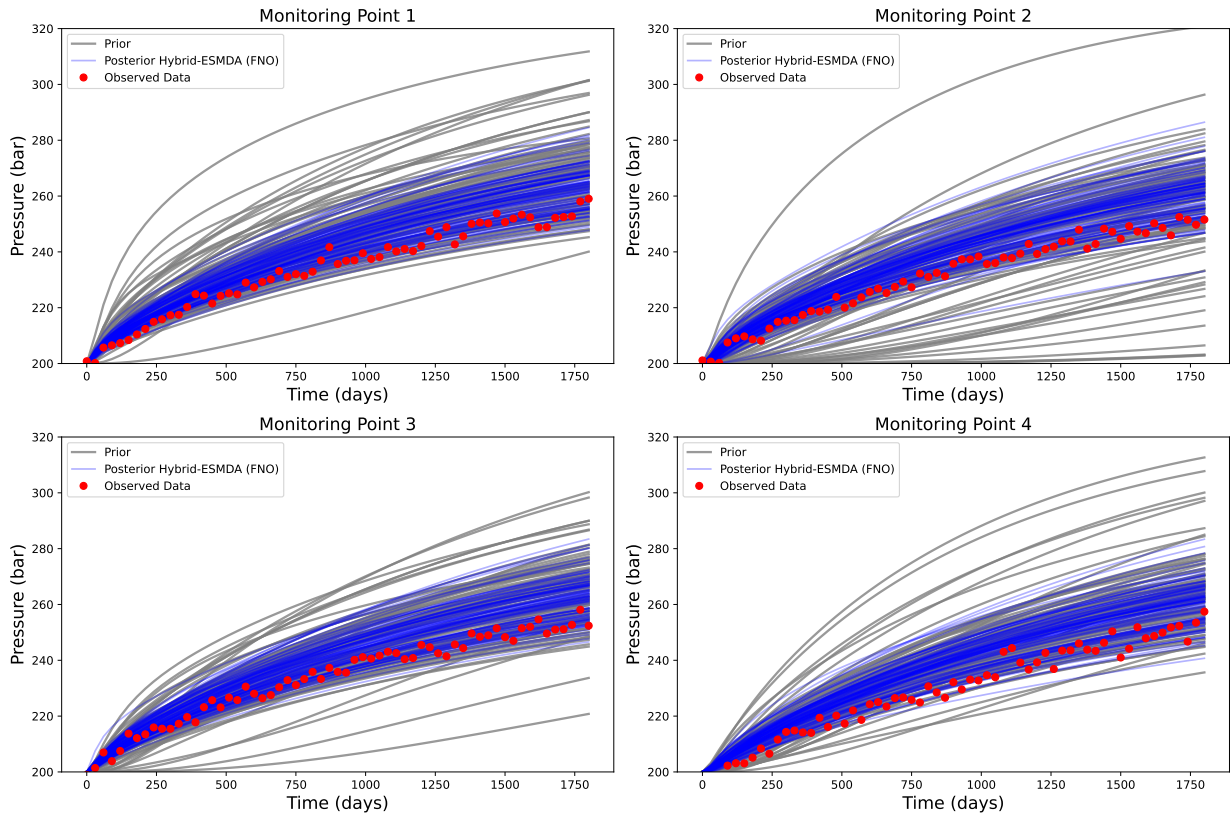 Monitoring Point 1
320
300
280
260
240
220
200
Pressure (bar)
Prior
Posterior Hybrid-ESMDA (FNO)
Observed Data
0 250 500 750 1000 1250 1500 1750
Time (days)
Monitoring Point 2
320
300
280
260
240
220
200
Pressure (bar)
Prior
Posterior Hybrid-ESMDA (FNO)
Observed Data
0 250 500 750 1000 1250 1500 1750
Time (days)
Monitoring Point 3
320
300
280
260
240
220
200
Pressure (bar)
Prior
Posterior Hybrid-ESMDA (FNO)
Observed Data
0 250 500 750 1000 1250 1500 1750
Time (days)
Monitoring Point 4
320
300
280
260
240
220
200
Pressure (bar)
Prior
Posterior Hybrid-ESMDA (FNO)
Observed Data
0 250 500 750 1000 1250 1500 1750
Time (days)